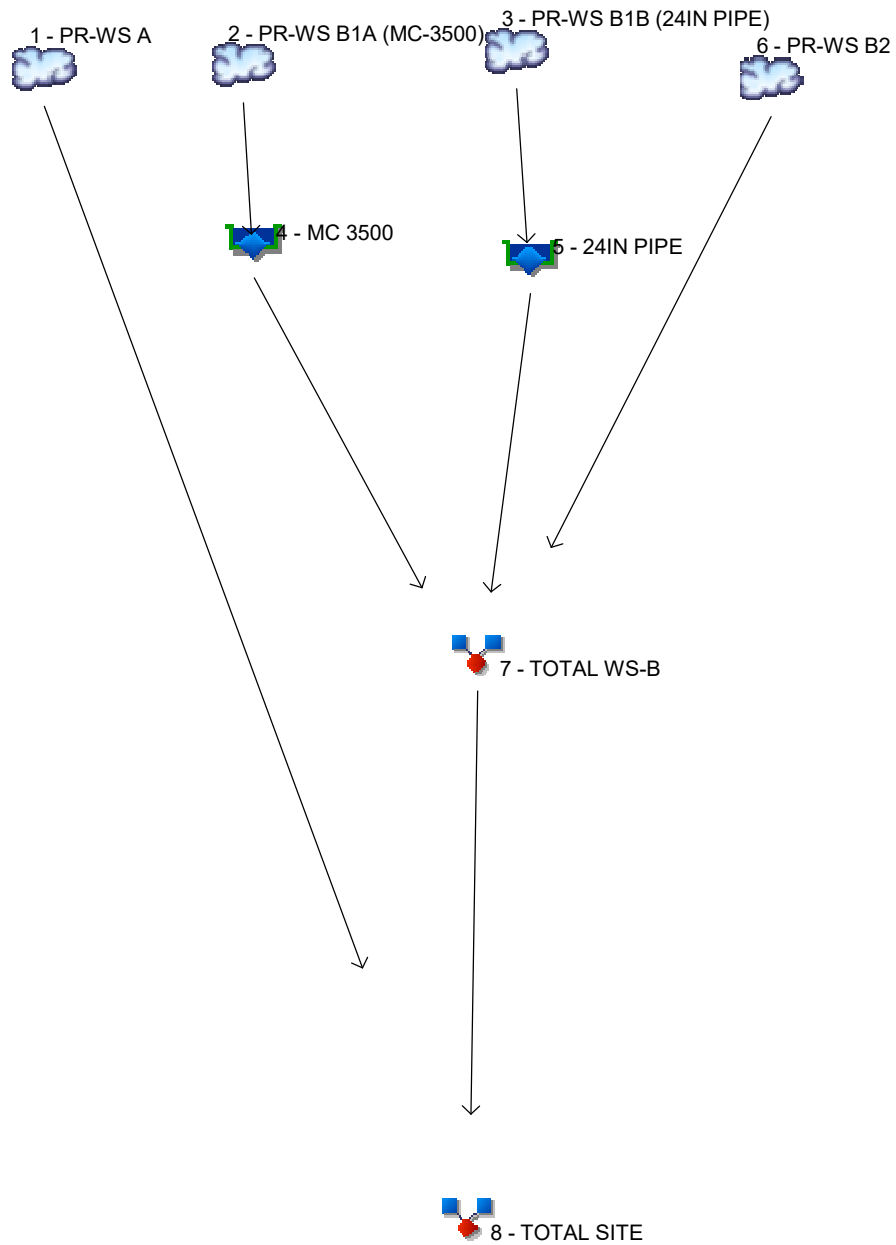 1 - PR-WS A
2 - PR-WS B1A (MC-3500)
3 - PR-WS B1B (24IN PIPE)
6 - PR-WS B2
4 - MC 3500
5 - 24IN PIPE
7 - TOTAL WS-B
8 - TOTAL SITE